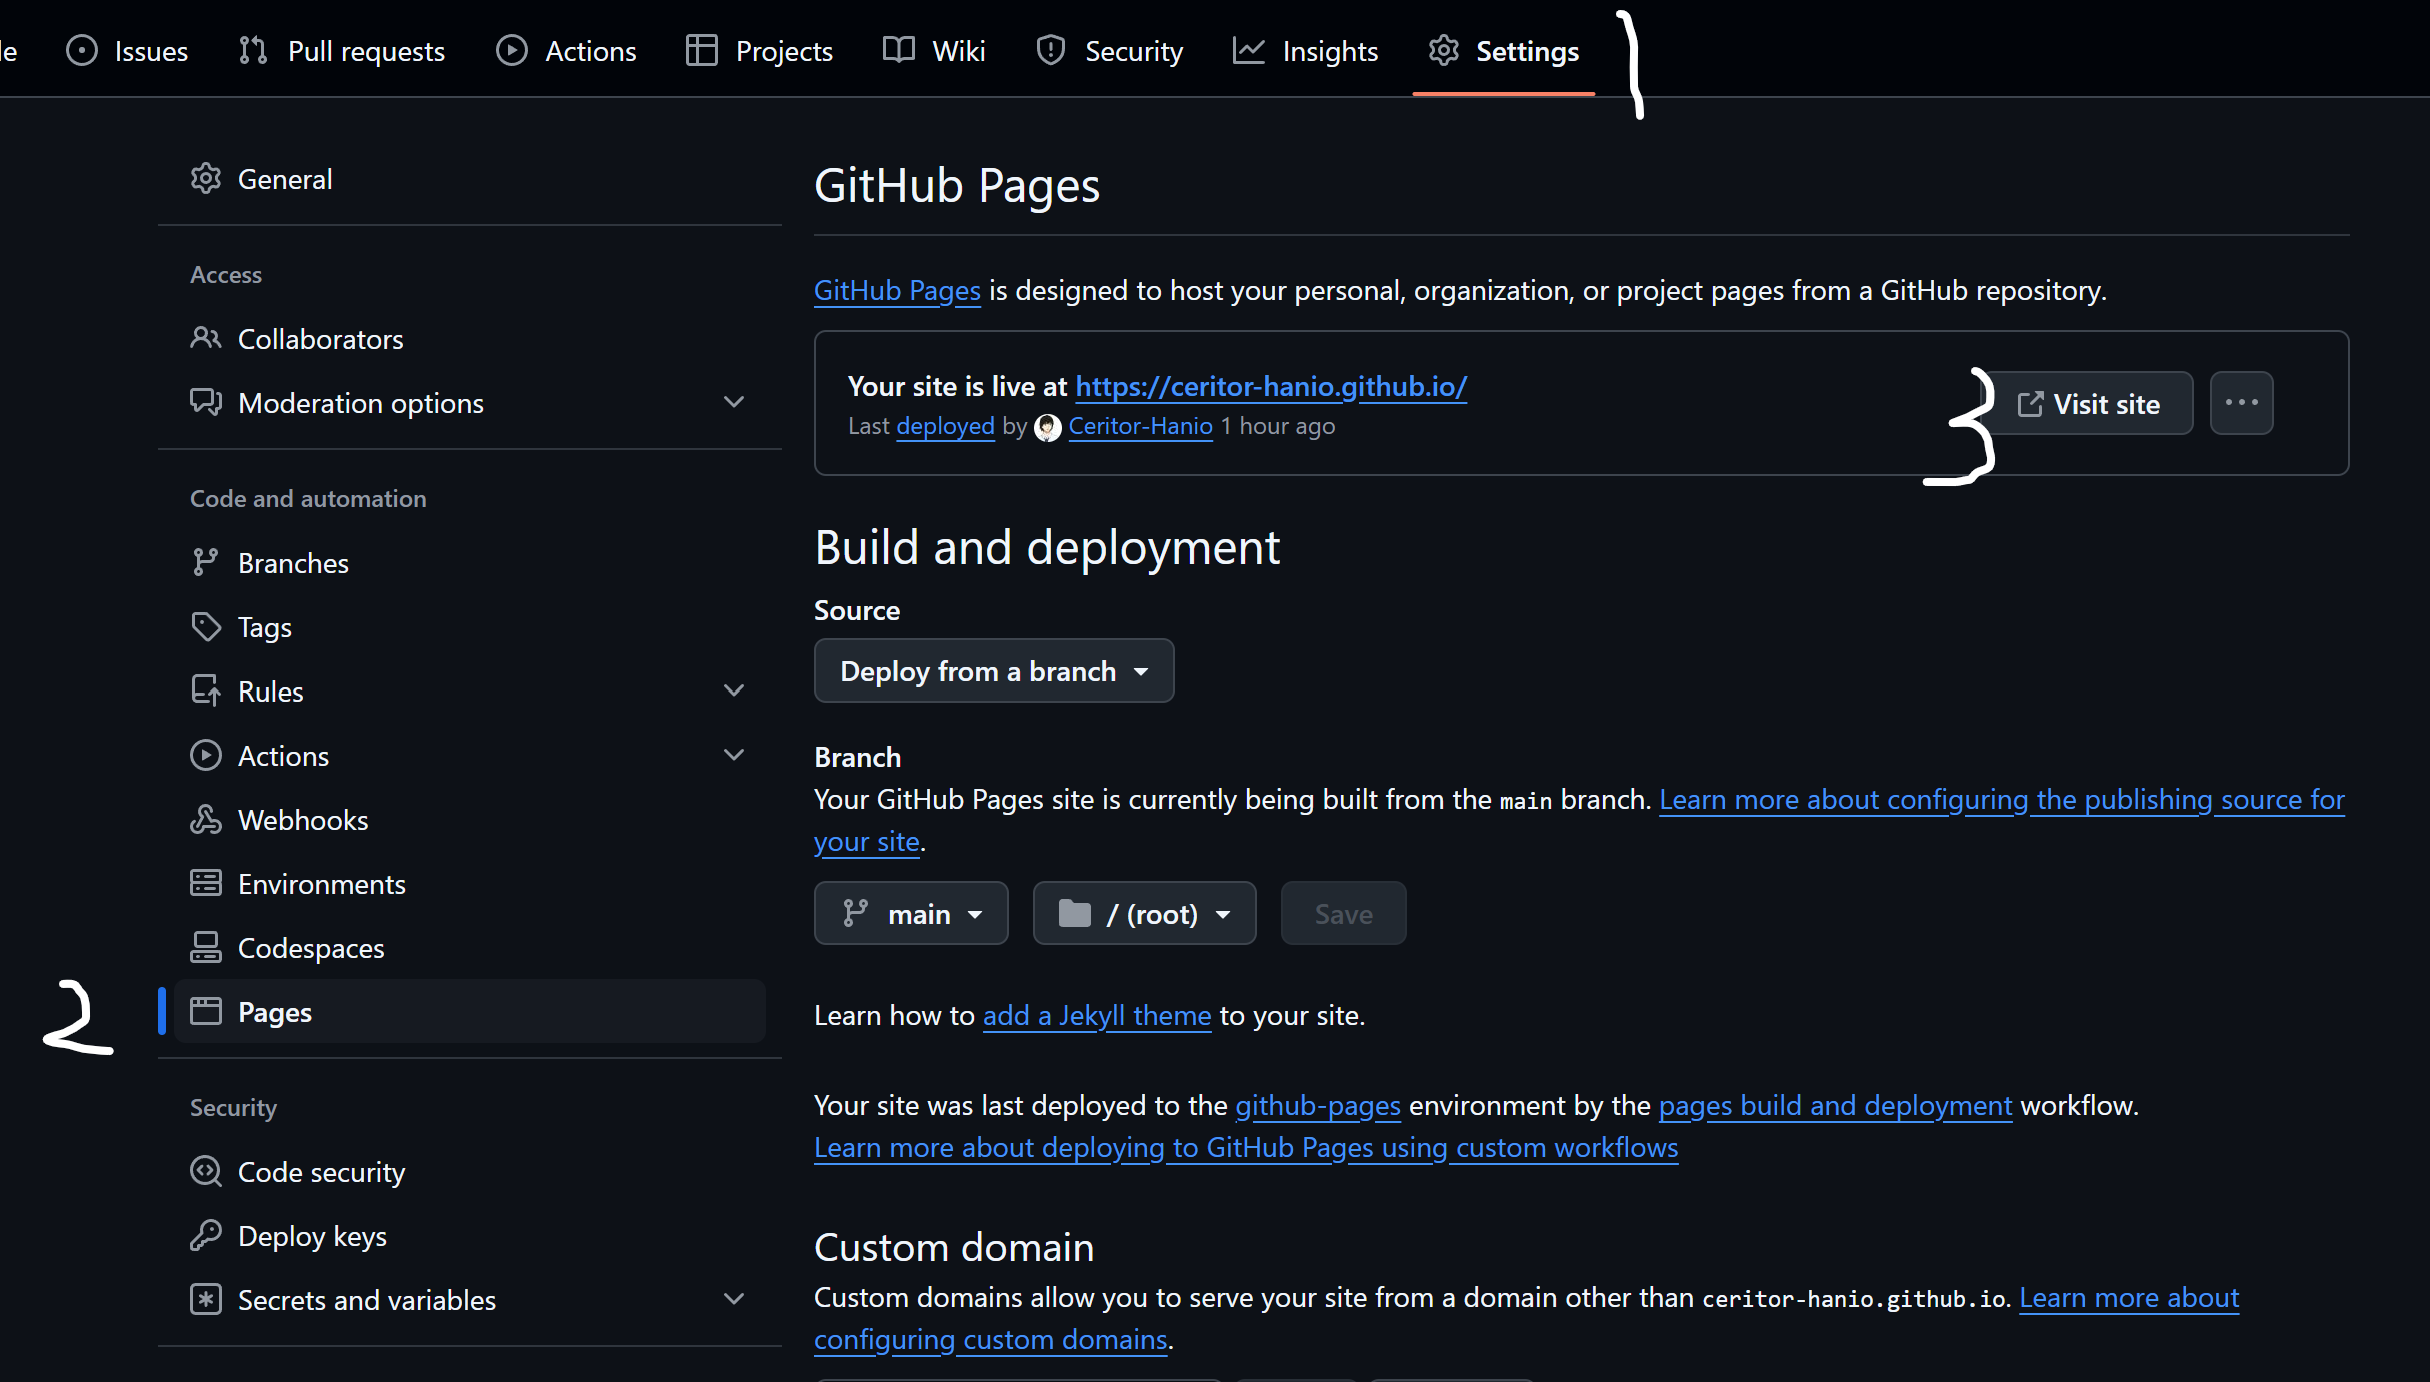 Issues Pull requests Actions Projects Wiki Security Insights Settings 1
General
Access
Collaborators
Moderation options
Code and automation
Branches
Tags
Rules
Actions
Webhooks
Environments
Codespaces
2 Pages
Security
Code security
Deploy keys
Secrets and variables
GitHub Pages
GitHub Pages is designed to host your personal, organization, or project pages from a GitHub repository.
Your site is live at https://ceritor-hanio.github.io/
Last deployed by Ceritor-Hanio 1 hour ago
3 Visit site
Build and deployment
Source
Deploy from a branch
Branch
Your GitHub Pages site is currently being built from the main branch. Learn more about configuring the publishing source for
your site.
main / (root) Save
Learn how to add a Jekyll theme to your site.
Your site was last deployed to the github-pages environment by the pages build and deployment workflow.
Learn more about deploying to GitHub Pages using custom workflows
Custom domain
Custom domains allow you to serve your site from a domain other than ceritor-hanio.github.io. Learn more about
configuring custom domains.